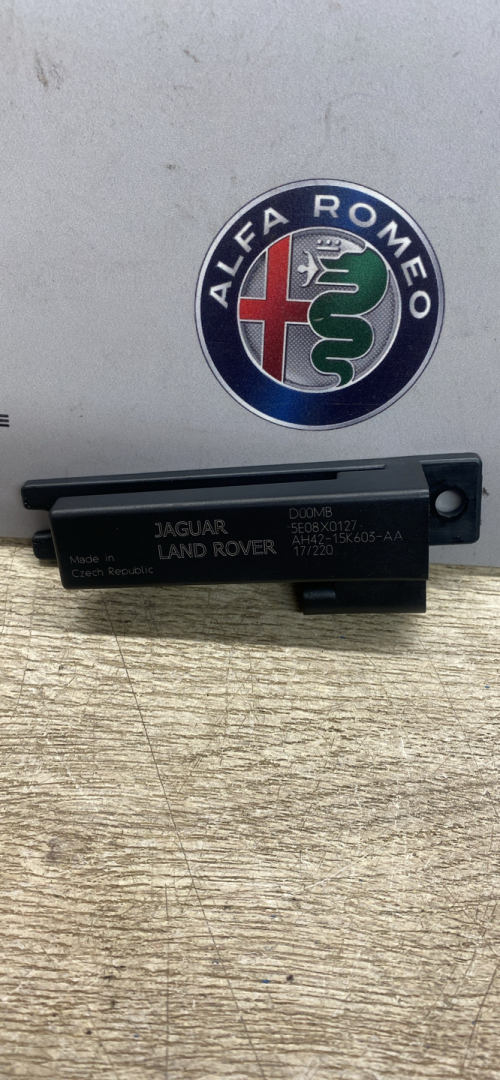 ALFA ROMEO
JAGUAR
LAND ROVER
Made in
Czech Republic
D00MB
5E08X0127
AH42-15K603-AA
17/220